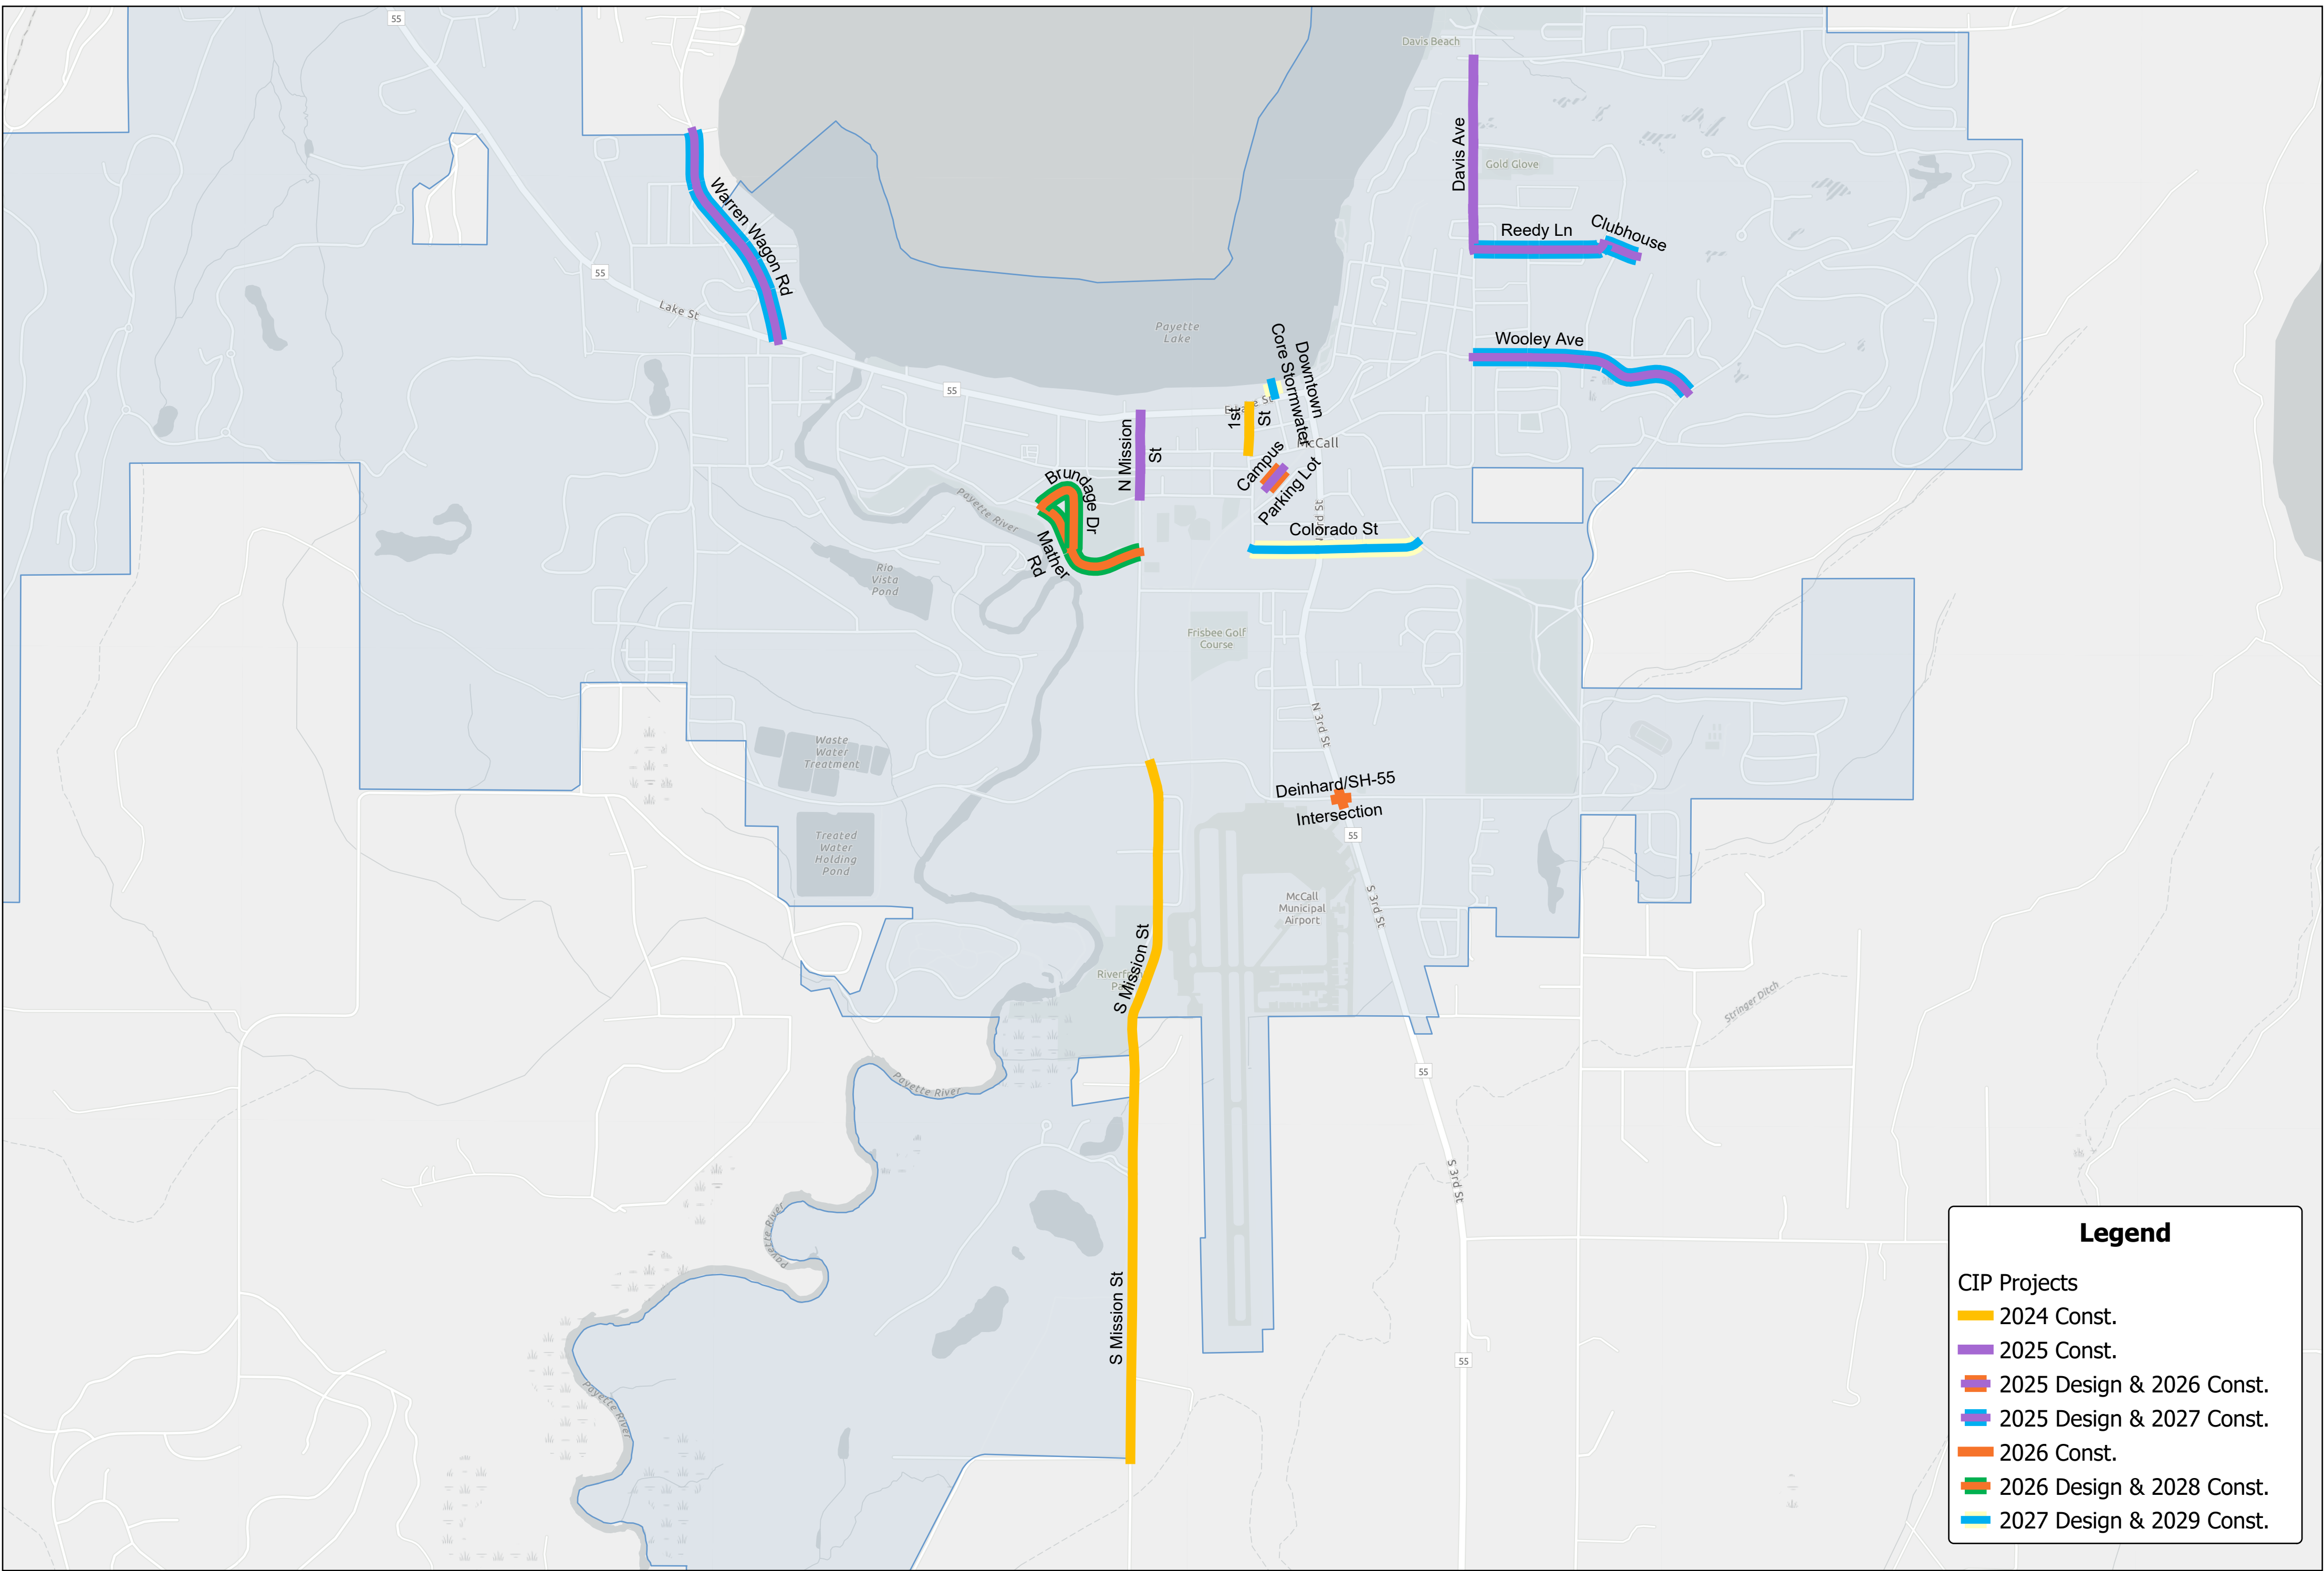 55
Davis Beach
Davis Ave
Gold Glove
Warren Wagon Rd
Reedy Ln
Clubhouse
55
Lake St
Payette
Lake
Wooley Ave
55
Downtown
Core Stormwater
1st
St
McCall
N Mission
St
Campus
Parking Lot
Brundage Dr
Payette River
Mather
Rd
Colorado St
Rio
Vista
Pond
Frisbee Golf
Course
N 3rd St
Waste
Water
Treatment
Deinhard/SH-55
Intersection
55
Treated
Water
Holding
Pond
McCall
Municipal
Airport
S 3rd St
S Mission St
Stringer Ditch
Payette River
55
S 3rd St
Payette River
S Mission St
55
Payette River
Legend
CIP Projects
2024 Const.
2025 Const.
2025 Design & 2026 Const.
2025 Design & 2027 Const.
2026 Const.
2026 Design & 2028 Const.
2027 Design & 2029 Const.